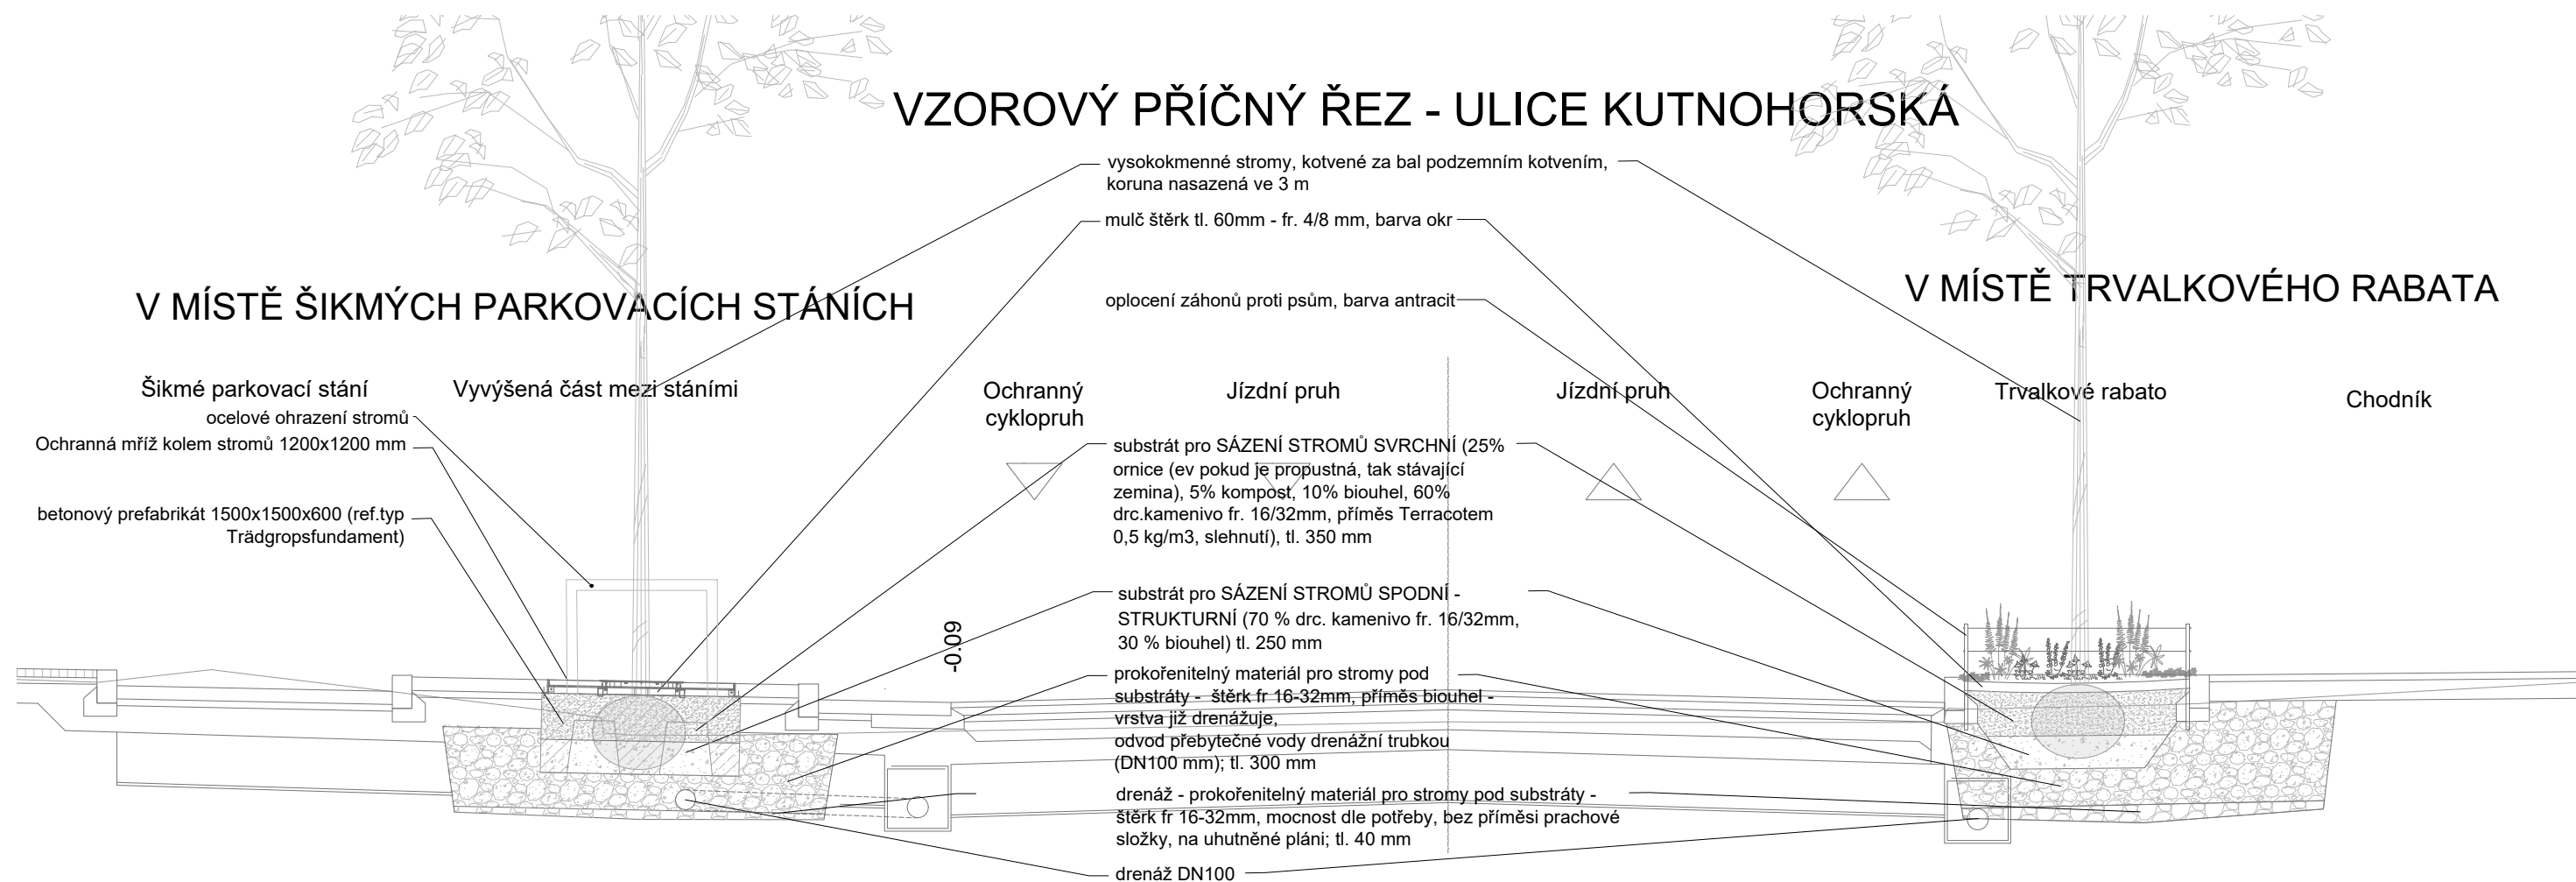 VZOROVÝ PŘÍČNÝ ŘEZ - ULICE KUTNOHORSKÁ
vysokokmenné stromy, kotvené za bal podzemním kotvením,
koruna nasazená ve 3 m
mulč štěrk tl. 60mm - fr. 4/8 mm, barva okr
oplocení záhonů proti psům, barva antracit
V MÍSTĚ ŠIKMÝCH PARKOVACÍCH STÁNÍCH
V MÍSTĚ TRVALKOVÉHO RABATA
Šikmé parkovací stání
Vyvýšená část mezi stáními
Ochranný
cyklopruh
Jízdní pruh
Jízdní pruh
Ochranný
cyklopruh
Trvalkové rabato
Chodník
ocelové ohrazení stromů
Ochranná mříž kolem stromů 1200x1200 mm
betonový prefabrikát 1500x1500x600 (ref.typ
Trädgropsfundament)
substrát pro SÁZENÍ STROMŮ SVRCHNÍ (25%
ornice (ev pokud je propustná, tak stávající
zemina), 5% kompost, 10% biouhel, 60%
drc.kamenivo fr. 16/32mm, příměs Terracotem
0,5 kg/m3, slehnutí), tl. 350 mm
substrát pro SÁZENÍ STROMŮ SPODNÍ -
STRUKTURNÍ (70 % drc. kamenivo fr. 16/32mm,
30 % biouhel) tl. 250 mm
-0.09
prokořenitelný materiál pro stromy pod
substráty - štěrk fr 16-32mm, příměs biouhel -
vrstva již drenážuje,
odvod přebytečné vody drenážní trubkou
(DN100 mm); tl. 300 mm
drenáž - prokořenitelný materiál pro stromy pod substráty -
štěrk fr 16-32mm, mocnost dle potřeby, bez příměsi prachové
složky, na uhutněné pláni; tl. 40 mm
drenáž DN100